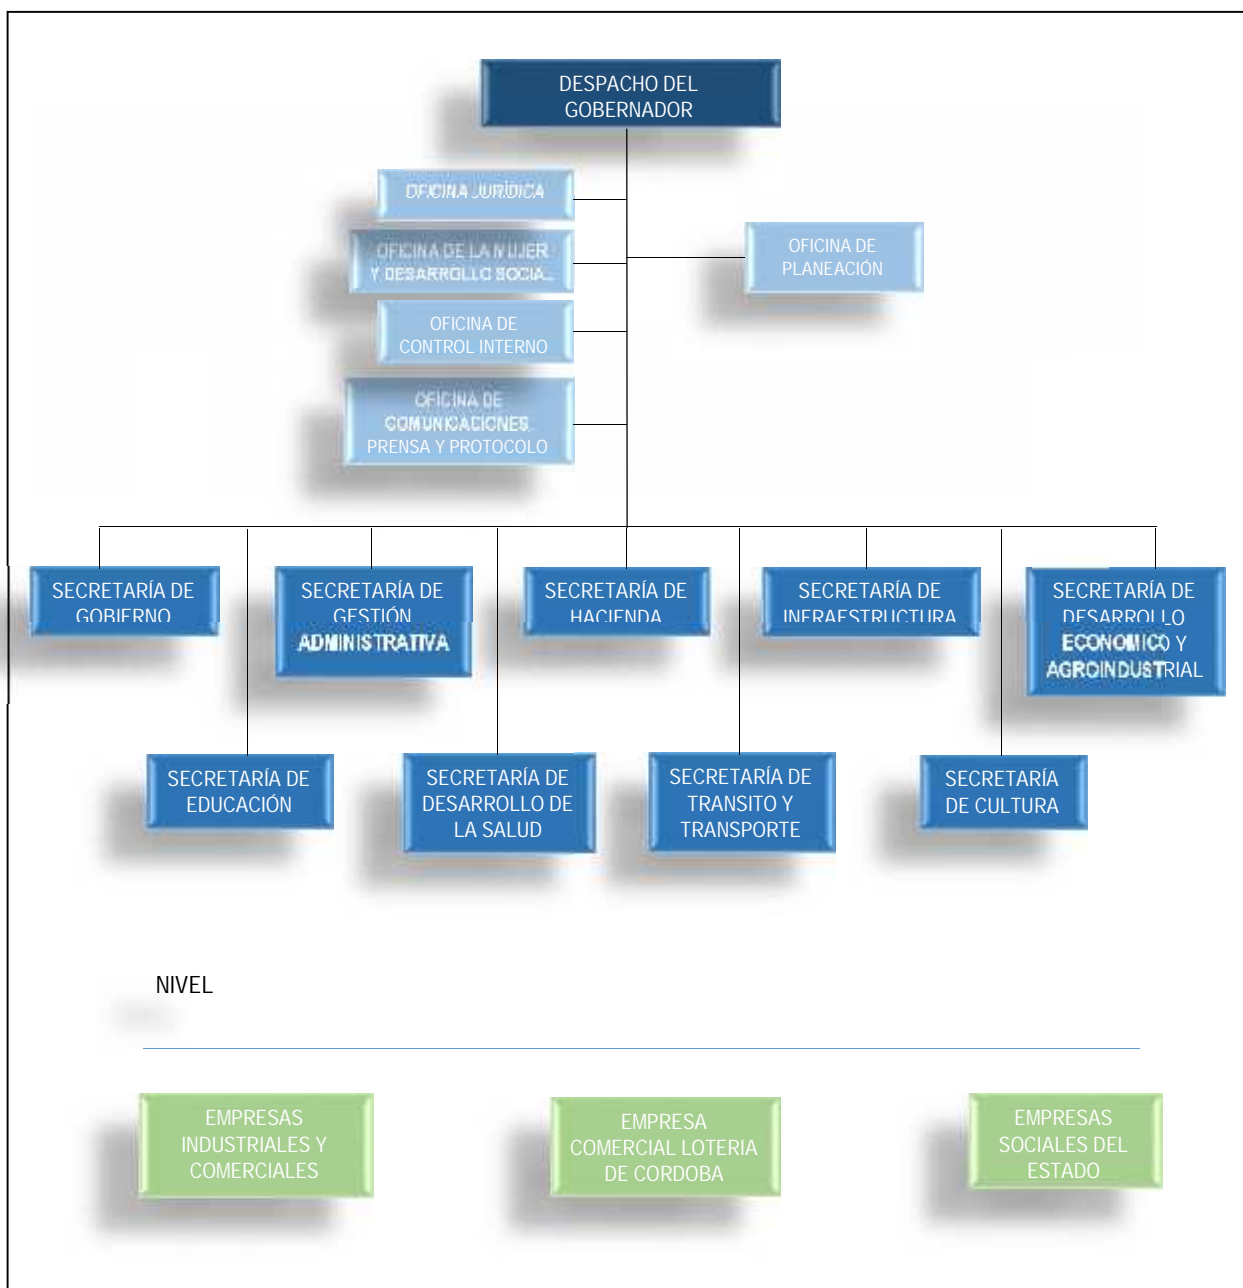 DESPACHO DEL
GOBERNADOR
OFICINA JURÍDICA
OFICINA DE LA MUJER
Y DESARROLLO SOCIAL
OFICINA DE
PLANEACIÓN
OFICINA DE
CONTROL INTERNO
OFICINA DE
COMUNICACIONES
PRENSA Y PROTOCOLO
SECRETARÍA DE
GOBIERNO
SECRETARÍA DE
GESTIÓN
ADMINISTRATIVA
SECRETARÍA DE
HACIENDA
SECRETARÍA DE
INFRAESTRUCTURA
SECRETARÍA DE
DESARROLLO
ECONOMICO Y
AGROINDUSTRIAL
SECRETARÍA DE
EDUCACIÓN
SECRETARÍA DE
DESARROLLO DE
LA SALUD
SECRETARÍA DE
TRANSITO Y
TRANSPORTE
SECRETARÍA
DE CULTURA
NIVEL
EMPRESAS
INDUSTRIALES Y
COMERCIALES
EMPRESA
COMERCIAL LOTERIA
DE CORDOBA
EMPRESAS
SOCIALES DEL
ESTADO